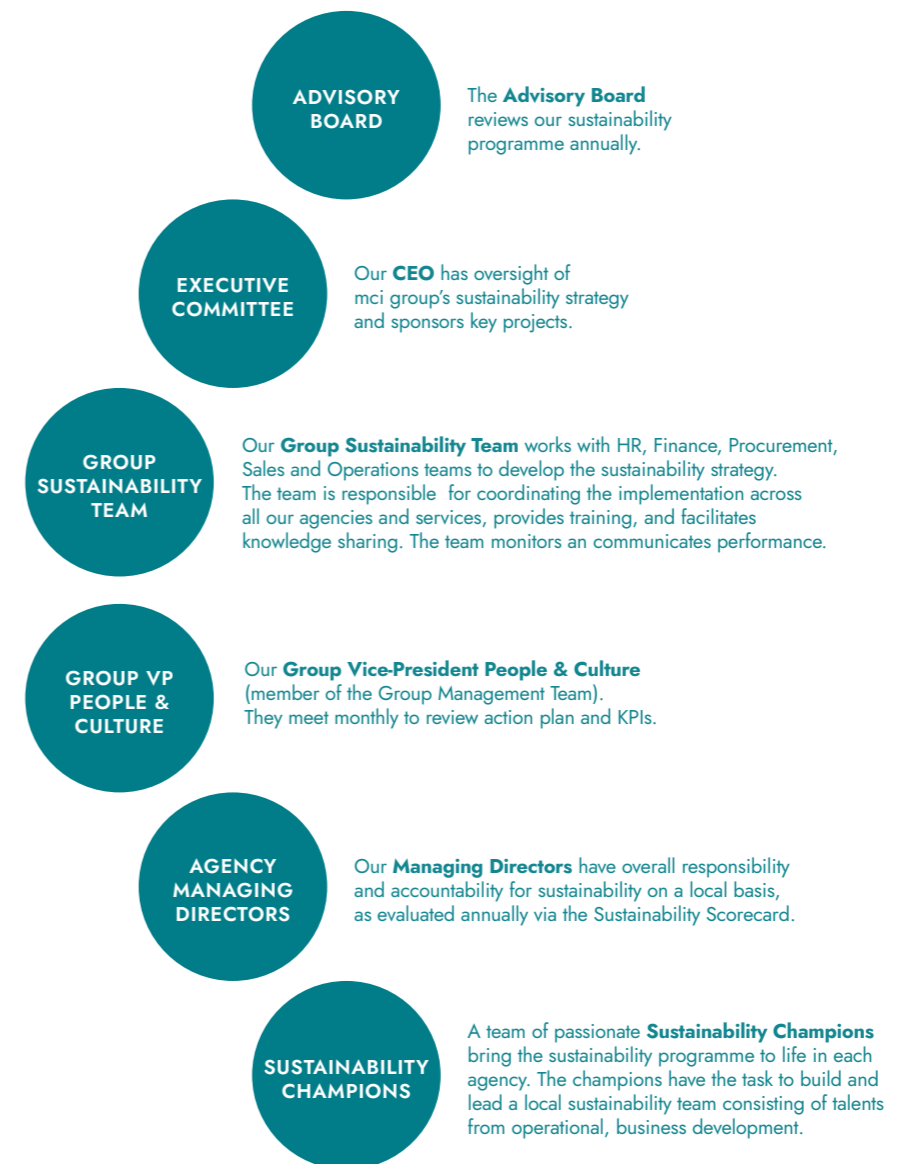 ADVISORY
BOARD
The Advisory Board
reviews our sustainability
programme annually.
EXECUTIVE
COMMITTEE
Our CEO has oversight of
mci group’s sustainability strategy
and sponsors key projects.
GROUP
SUSTAINABILITY
TEAM
Our Group Sustainability Team works with HR, Finance, Procurement,
Sales and Operations teams to develop the sustainability strategy.
The team is responsible for coordinating the implementation across
all our agencies and services, provides training, and facilitates
knowledge sharing. The team monitors an communicates performance.
GROUP VP
PEOPLE &
CULTURE
Our Group Vice-President People & Culture
(member of the Group Management Team).
They meet monthly to review action plan and KPIs.
AGENCY
MANAGING
DIRECTORS
Our Managing Directors have overall responsibility
and accountability for sustainability on a local basis,
as evaluated annually via the Sustainability Scorecard.
SUSTAINABILITY
CHAMPIONS
A team of passionate Sustainability Champions
bring the sustainability programme to life in each
agency. The champions have the task to build and
lead a local sustainability team consisting of talents
from operational, business development.